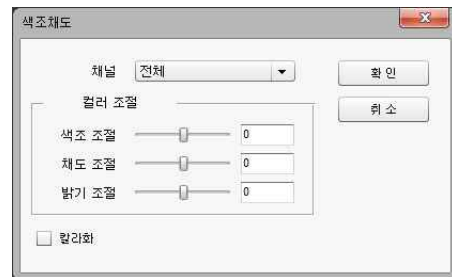 색조채도
채널 전체
확 인
컬러 조절
취 소
색조 조절 0
채도 조절 0
밝기 조절 0
칼라화